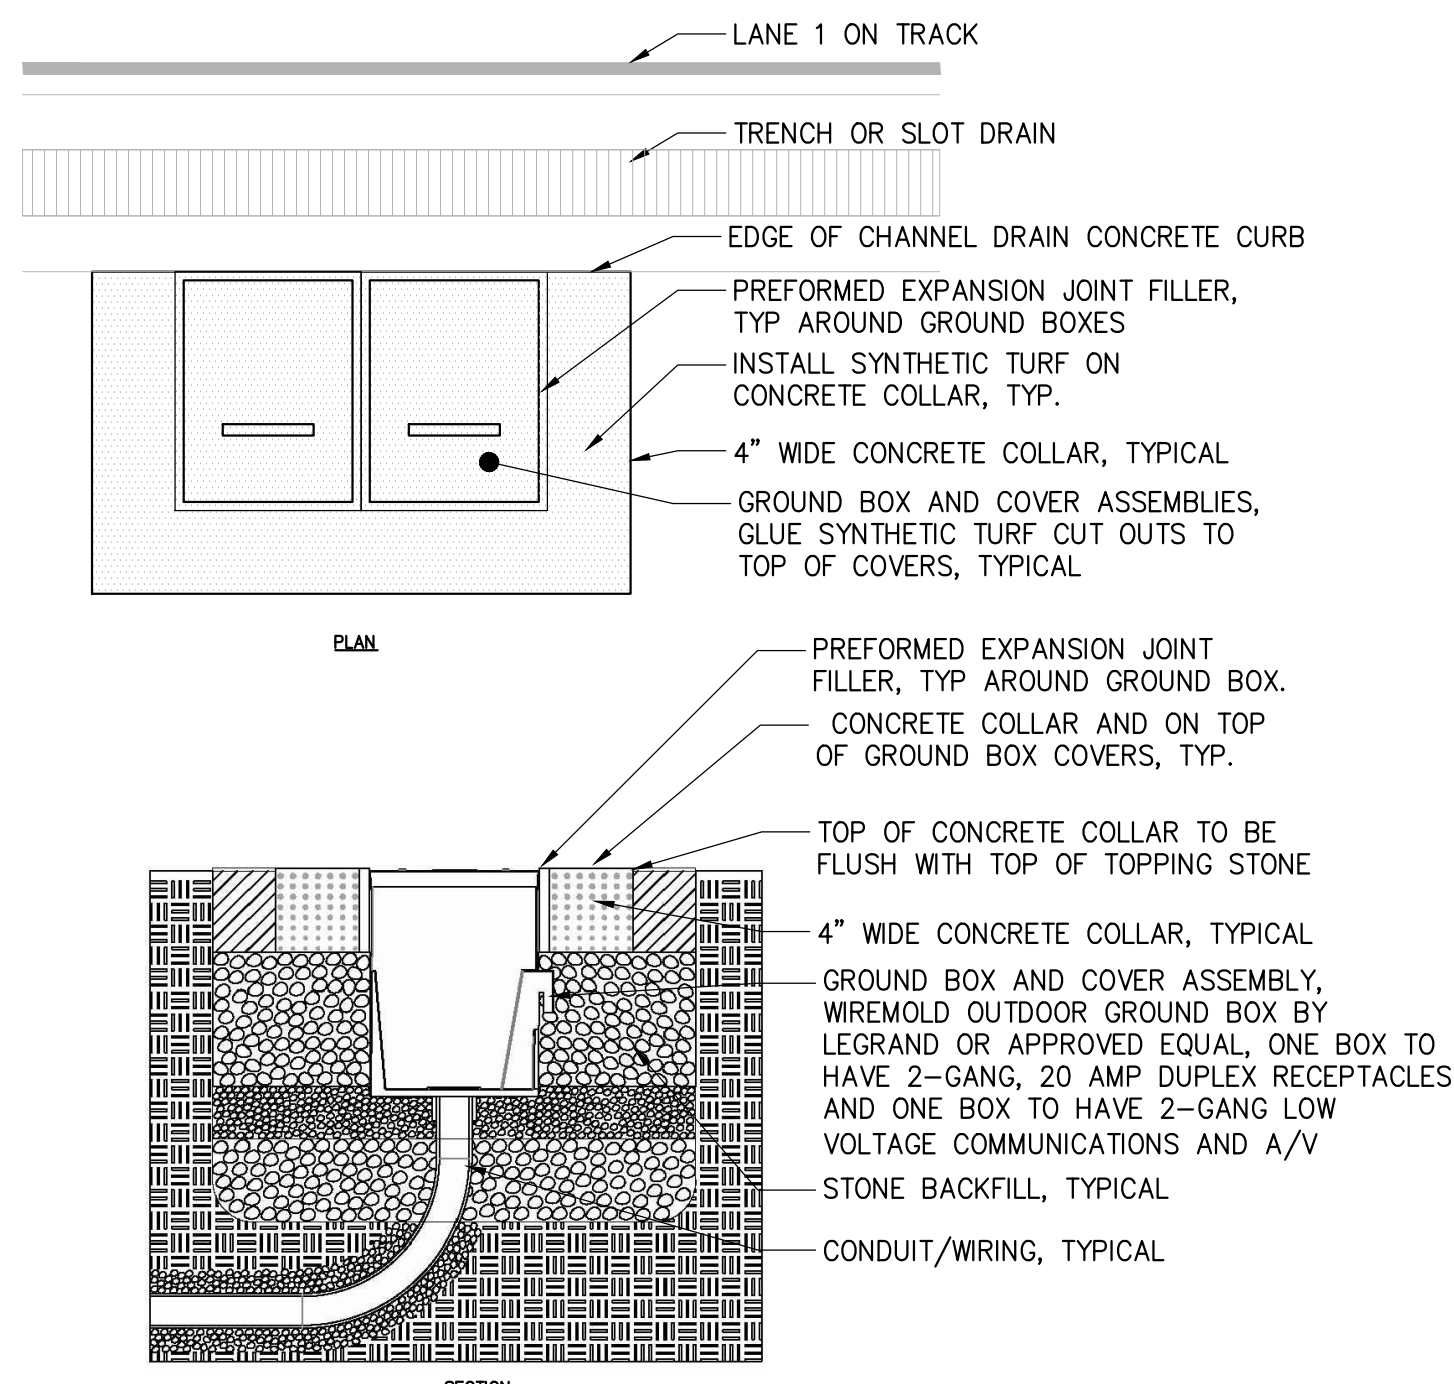 LANE 1 ON TRACK
TRENCH OR SLOT DRAIN
EDGE OF CHANNEL DRAIN CONCRETE CURB
PREFORMED EXPANSION JOINT FILLER,
TYP AROUND GROUND BOXES
INSTALL SYNTHETIC TURF ON
CONCRETE COLLAR, TYP.
4" WIDE CONCRETE COLLAR, TYPICAL
GROUND BOX AND COVER ASSEMBLIES,
GLUE SYNTHETIC TURF CUT OUTS TO
TOP OF COVERS, TYPICAL
PLAN
PREFORMED EXPANSION JOINT
FILLER, TYP AROUND GROUND BOX.
CONCRETE COLLAR AND ON TOP
OF GROUND BOX COVERS, TYP.
TOP OF CONCRETE COLLAR TO BE
FLUSH WITH TOP OF TOPPING STONE
4" WIDE CONCRETE COLLAR, TYPICAL
GROUND BOX AND COVER ASSEMBLY,
WIREMOLD OUTDOOR GROUND BOX BY
LEGRAND OR APPROVED EQUAL, ONE BOX TO
HAVE 2-GANG, 20 AMP DUPLEX RECEPTACLES
AND ONE BOX TO HAVE 2-GANG LOW
VOLTAGE COMMUNICATIONS AND A/V
STONE BACKFILL, TYPICAL
CONDUIT/WIRING, TYPICAL
SECTION